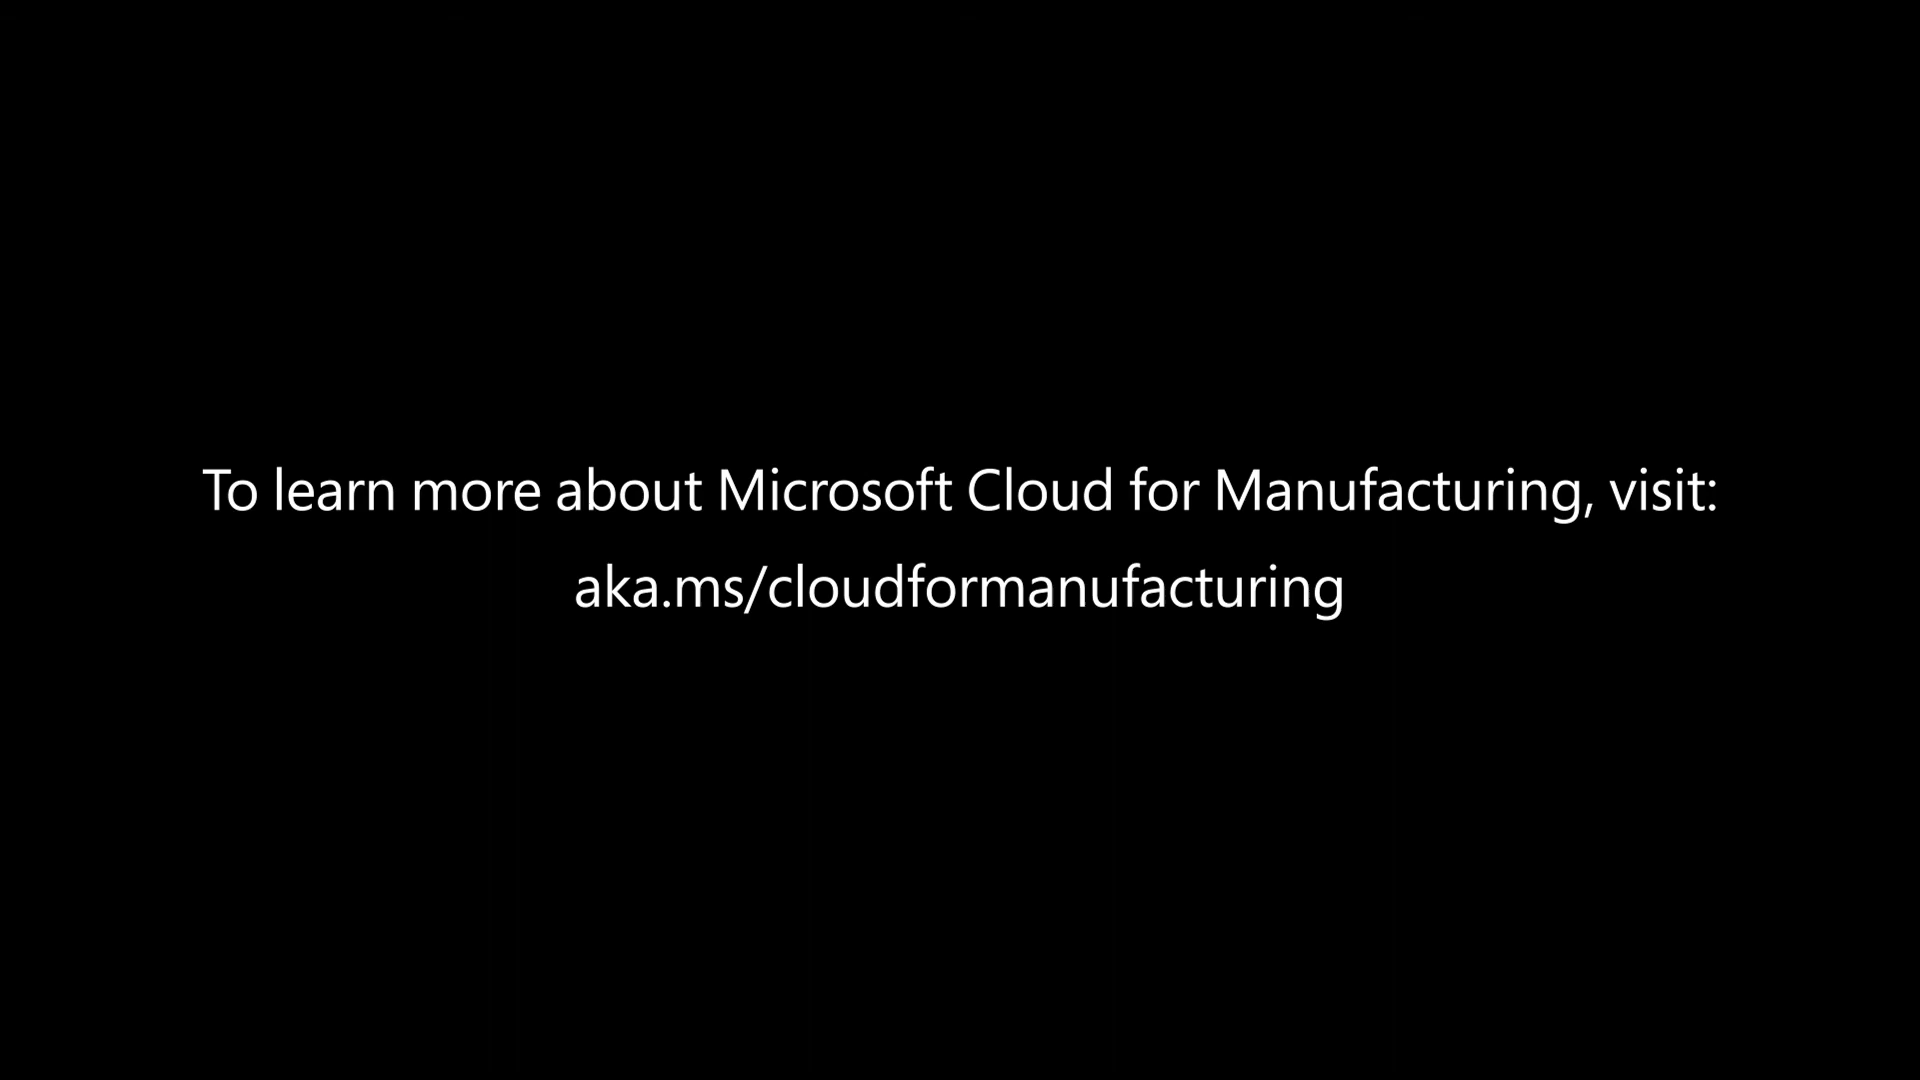 To learn more about Microsoft Cloud for Manufacturing, visit:
aka.ms/cloudformanufacturing